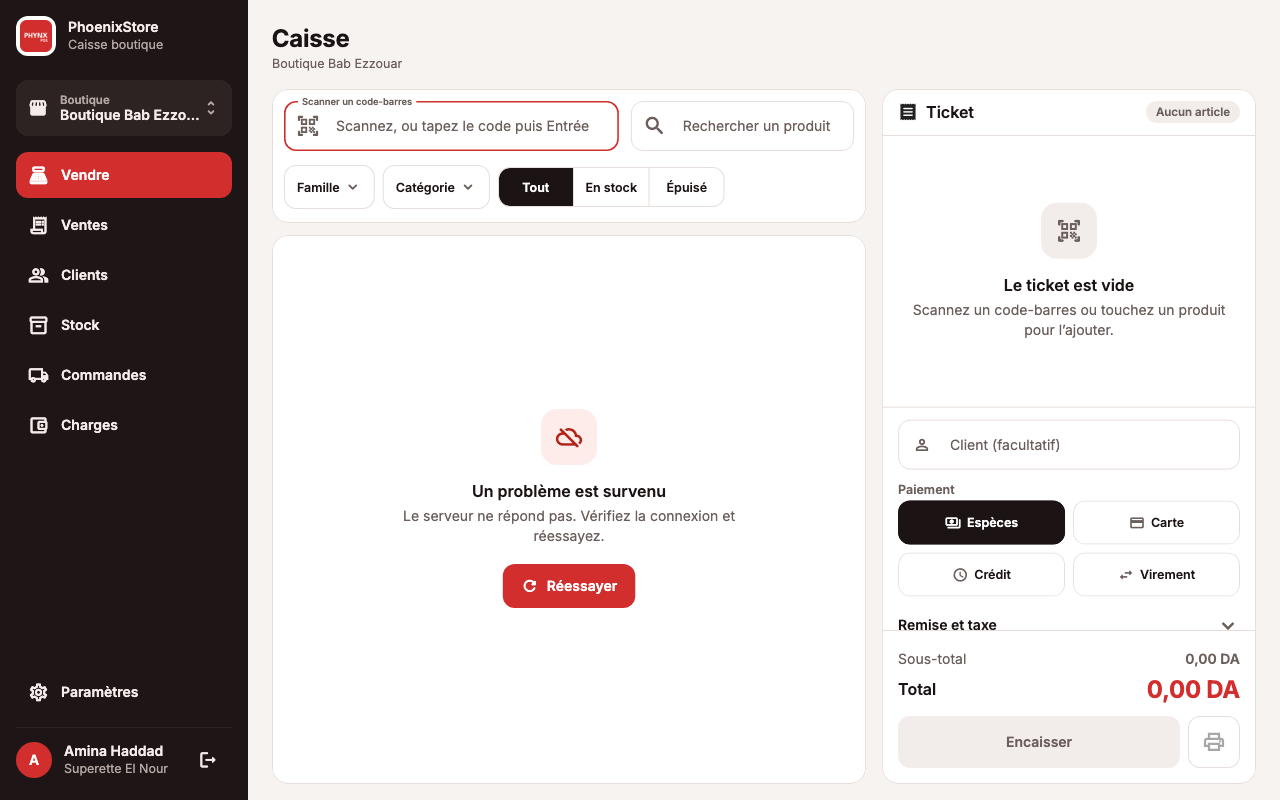 PHYNX
POS
PhoenixStore
Caisse boutique
Boutique
Boutique Bab Ezzo...
Vendre
Ventes
Clients
Stock
Commandes
Charges
Paramètres
A
Amina Haddad
Superette El Nour
Caisse
Boutique Bab Ezzouar
Scanner un code-barres
Scannez, ou tapez le code puis Entrée
Rechercher un produit
Famille
Catégorie
Tout
En stock
Épuisé
Un problème est survenu
Le serveur ne répond pas. Vérifiez la connexion et
réessayez.
Réessayer
Ticket
Aucun article
Le ticket est vide
Scannez un code-barres ou touchez un produit
pour l’ajouter.
Client (facultatif)
Paiement
Espèces
Carte
Crédit
Virement
Remise et taxe
Sous-total
0,00 DA
Total
0,00 DA
Encaisser